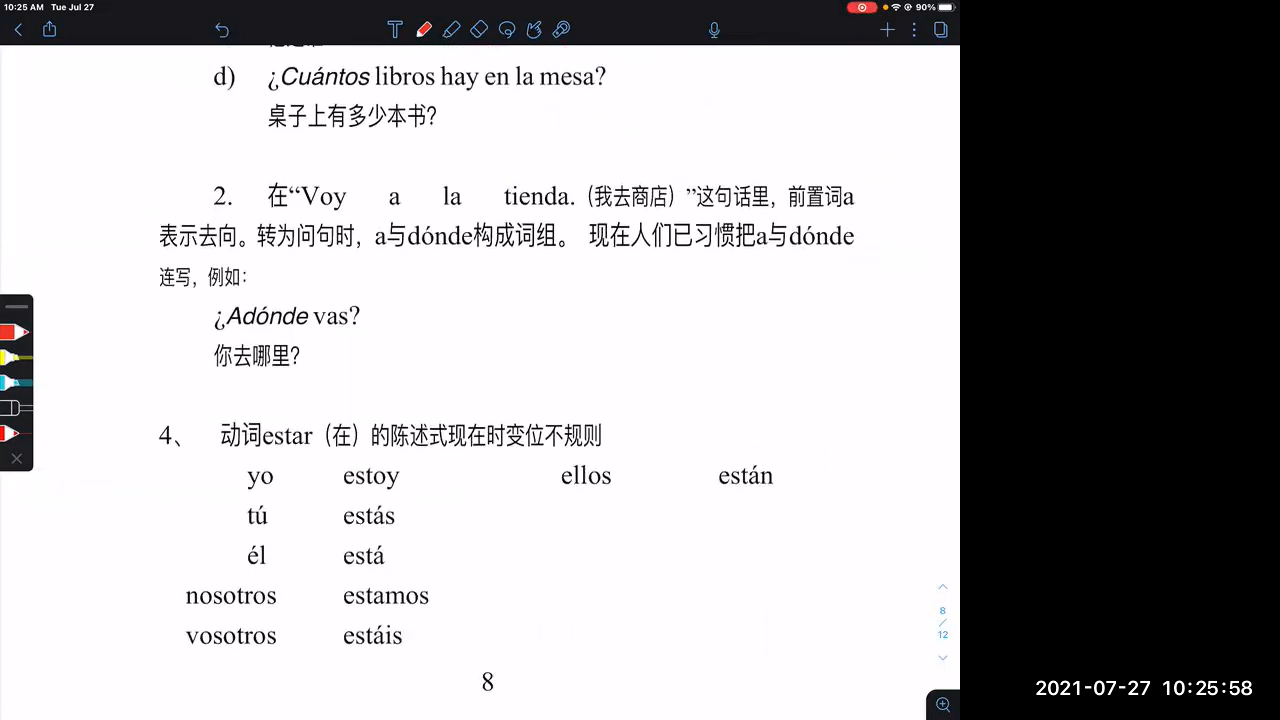 10:25 AM Tue Jul 27
90%
d) ¿Cuántos libros hay en la mesa?
桌子上有多少本书?
2. 在“Voy a la tienda.（我去商店）”这句话里，前置词a
表示去向。转为问句时，a与dónde构成词组。 现在人们已习惯把a与dónde
连写，例如：
¿Adónde vas?
你去哪里?
4、 动词estar（在）的陈述式现在时变位不规则
yo estoy ellos están
tú estás
él está
nosotros estamos
vosotros estáis
8
8
/
12
2021-07-27 10:25:58